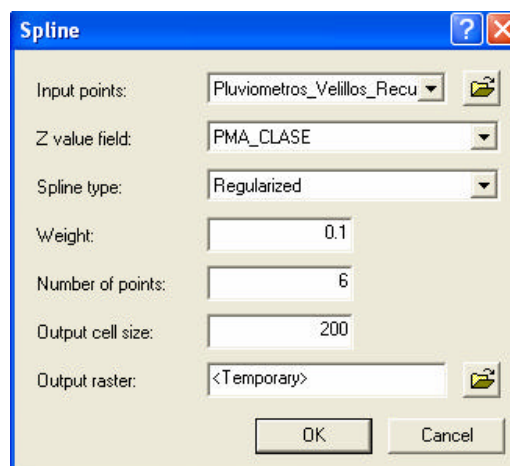 Spline
Input points: Pluviometros_Velillos_Recu
Z value field: PMA_CLASE
Spline type: Regularized
Weight: 0.1
Number of points: 6
Output cell size: 200
Output raster: <Temporary>
OK Cancel